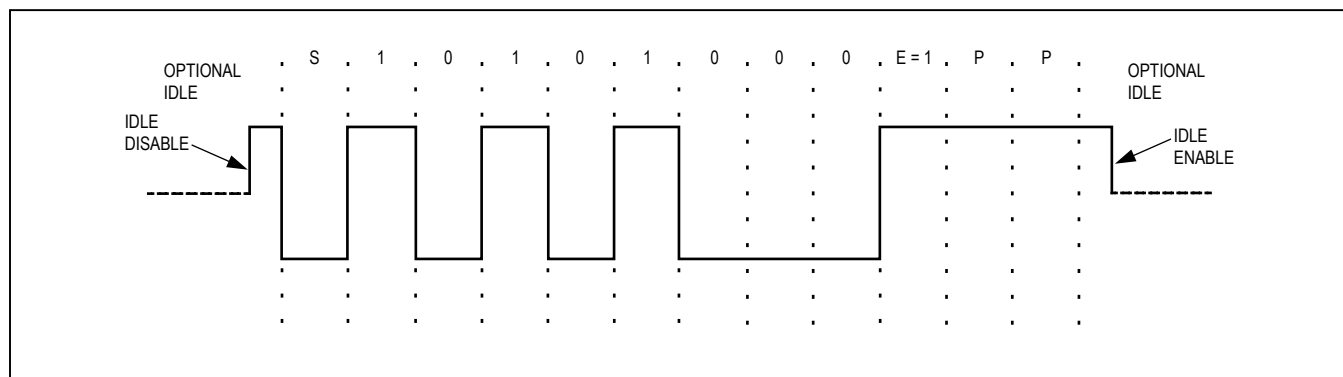 S 1 0 1 0 1 0 0 0 E = 1 P P
OPTIONAL
IDLE
OPTIONAL
IDLE
IDLE
DISABLE
IDLE
ENABLE